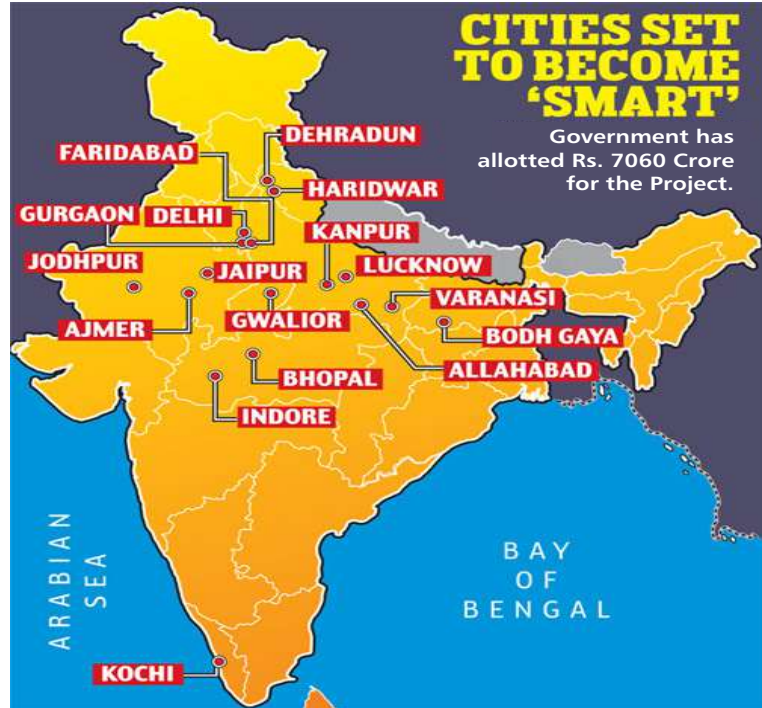 CITIES SET
TO BECOME
‘SMART’
Government has
allotted Rs. 7060 Crore
for the Project.
DEHRADUN
FARIDABAD
HARIDWAR
GURGAON
DELHI
KANPUR
JODHPUR
JAIPUR
LUCKNOW
VARANASI
AJMER
GWALIOR
BODH GAYA
ALLAHABAD
BHOPAL
INDORE
ARABIAN
SEA
BAY
OF
BENGAL
KOCHI